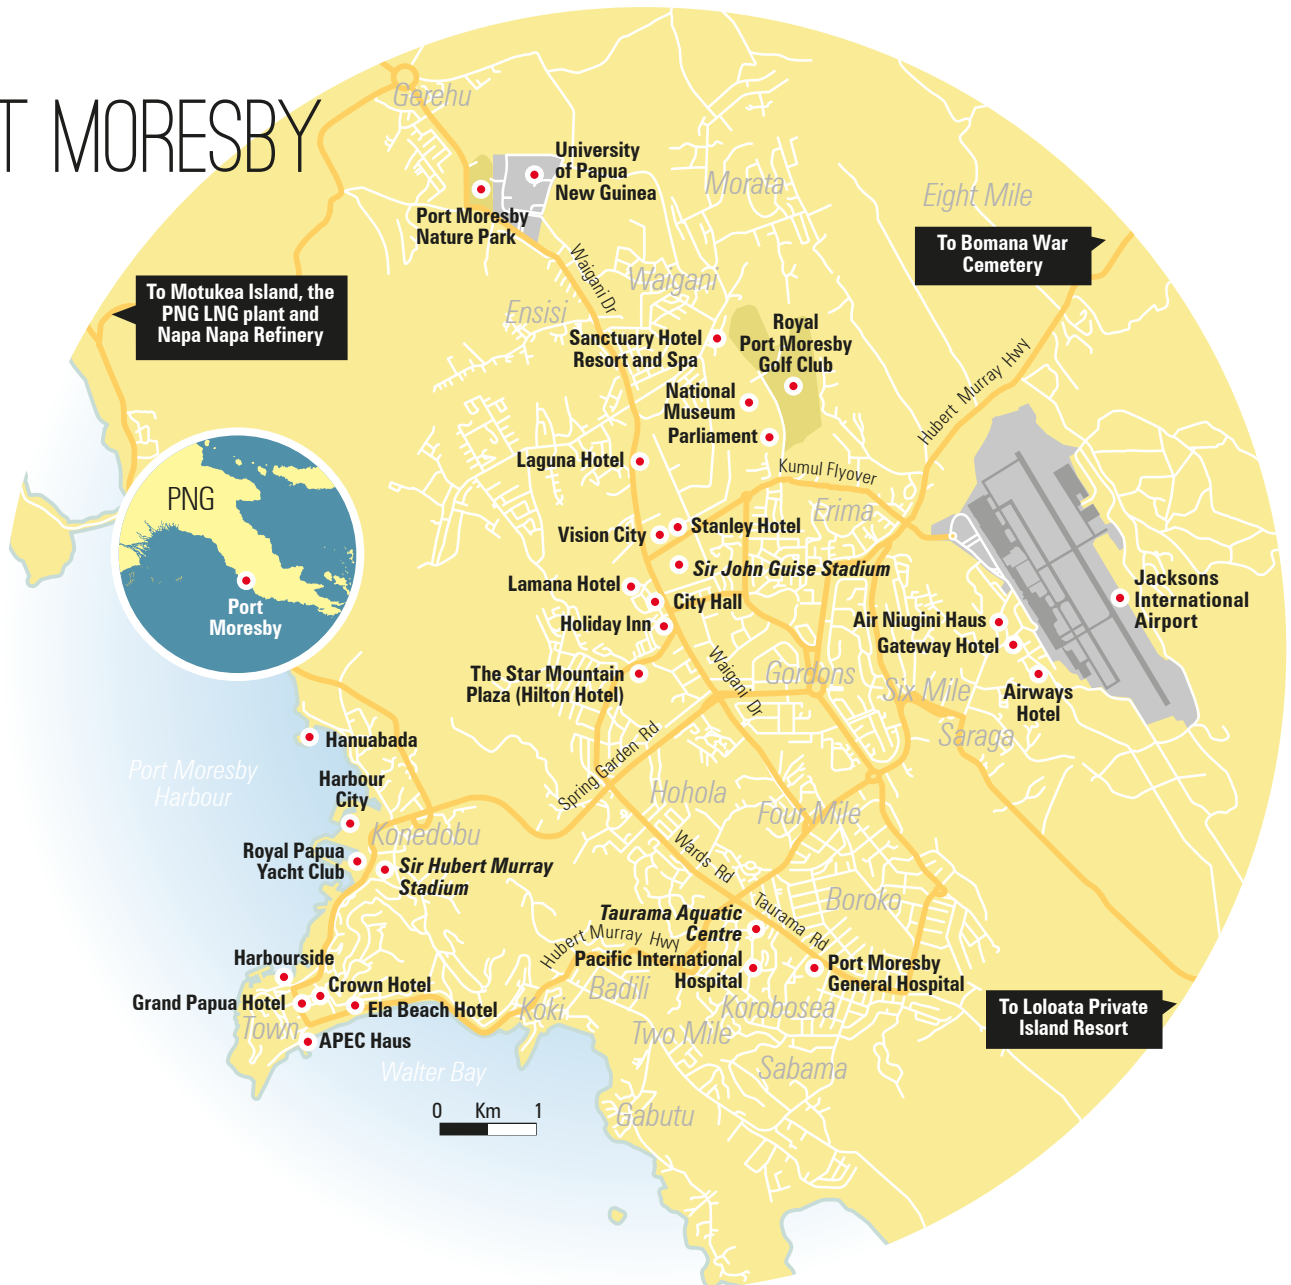 T MORESBY
Gerehu
University
of Papua
New Guinea
Port Moresby
Nature Park
Morata
Eight Mile
To Bomana War
Cemetery
Waigani Dr
Waigani
Ensisi
To Motukea Island, the
PNG LNG plant and
Napa Napa Refinery
Sanctuary Hotel
Resort and Spa
Royal
Port Moresby
Golf Club
National
Museum
Parliament
Hubert Murray Hwy
Laguna Hotel
Kumul Flyover
Erima
PNG
Port
Moresby
Vision City
Stanley Hotel
Sir John Guise Stadium
Lamana Hotel
City Hall
Holiday Inn
Jacksons
International
Airport
Air Niugini Haus
Gateway Hotel
Airways
Hotel
The Star Mountain
Plaza (Hilton Hotel)
Waigani Dr
Gordons
Six Mile
Saraga
Spring Garden Rd
Hanuabada
Port Moresby
Harbour
Harbour
City
Konedobu
Hohola
Four Mile
Royal Papua
Yacht Club
Sir Hubert Murray
Stadium
Wards Rd
Boroko
Taurama Aquatic
Centre
Taurama Rd
Hubert Murray Hwy
Pacific International
Hospital
Port Moresby
General Hospital
Harbourside
Crown Hotel
Grand Papua Hotel
Ela Beach Hotel
Town
APEC Haus
Koki
Badili
Korobosea
Two Mile
To Loloata Private
Island Resort
Walter Bay
Sabama
Gabutu
0 Km 1